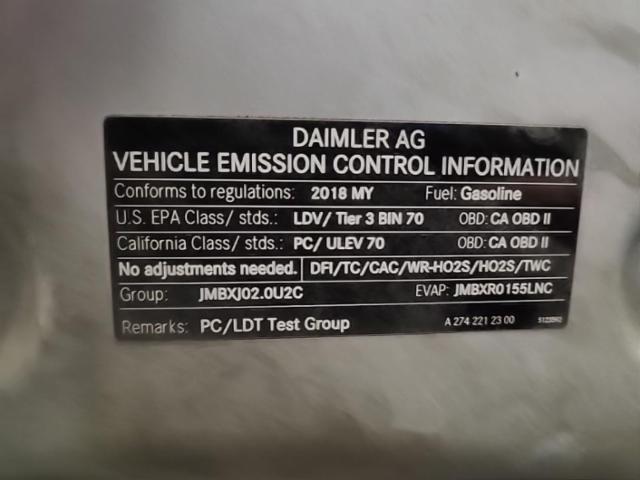 DAIMLER AG
VEHICLE EMISSION CONTROL INFORMATION
Conforms to regulations: 2018 MY Fuel: Gasoline
U.S. EPA Class/ stds.: LDV/ Tier 3 BIN 70 OBD: CA OBD II
California Class/ stds.: PC/ ULEV 70 OBD: CA OBD II
No adjustments needed. DFI/TC/CAC/WR-HO2S/HO2S/TWC
Group: JMBXJ02.0U2C EVAP: JMBXR0155LNC
Remarks: PC/LDT Test Group A 274 221 23 00